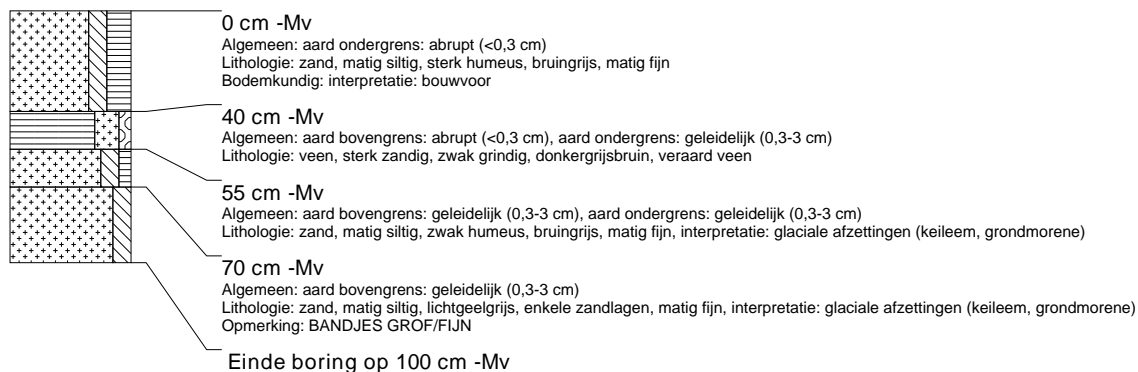 0 cm -Mv
Algemeen: aard ondergrens: abrupt (<0,3 cm)
Lithologie: zand, matig siltig, sterk humeus, bruingrijs, matig fijn
Bodemkundig: interpretatie: bouwvoor
40 cm -Mv
Algemeen: aard bovengrens: abrupt (<0,3 cm), aard ondergrens: geleidelijk (0,3-3 cm)
Lithologie: veen, sterk zandig, zwak grindig, donkergrijsbruin, veraard veen
55 cm -Mv
Algemeen: aard bovengrens: geleidelijk (0,3-3 cm), aard ondergrens: geleidelijk (0,3-3 cm)
Lithologie: zand, matig siltig, zwak humeus, bruingrijs, matig fijn, interpretatie: glaciale afzettingen (keileem, grondmorene)
70 cm -Mv
Algemeen: aard bovengrens: geleidelijk (0,3-3 cm)
Lithologie: zand, matig siltig, lichtgeelgrijs, enkele zandlagen, matig fijn, interpretatie: glaciale afzettingen (keileem, grondmorene)
Opmerking: BANDJES GROF/FIJN
Einde boring op 100 cm -Mv